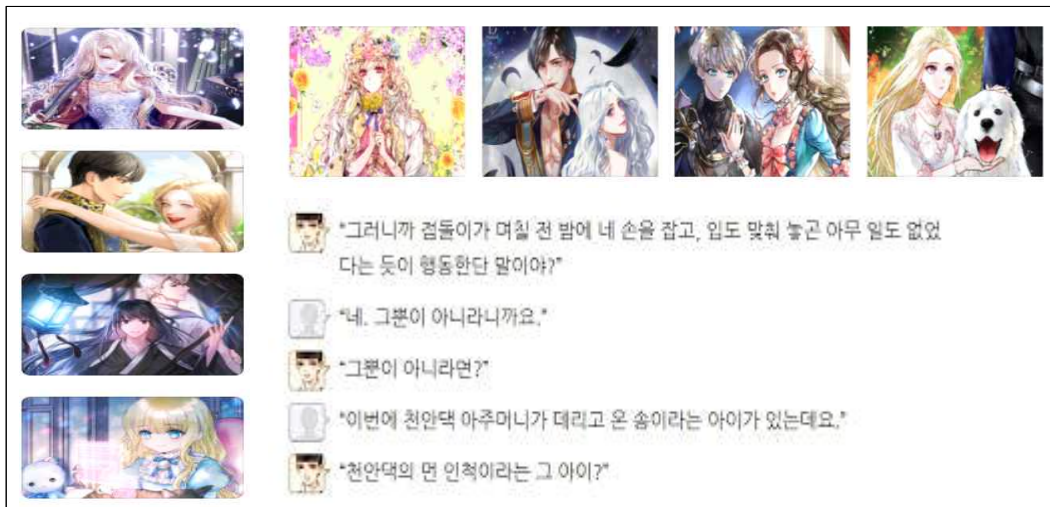 “그러니까 점돌이가 며칠 전 밤에 네 손을 잡고, 입도 맞춰 놓곤 아무 일도 없었
다는 듯이 행동한단 말이야?”
“네. 그뿐이 아니라니까요.”
“그뿐이 아니라면?”
“이번에 천안댁 아주머니가 데리고 온 송이라는 아이가 있는데요.”
“천안댁의 먼 인척이라는 그 아이?”